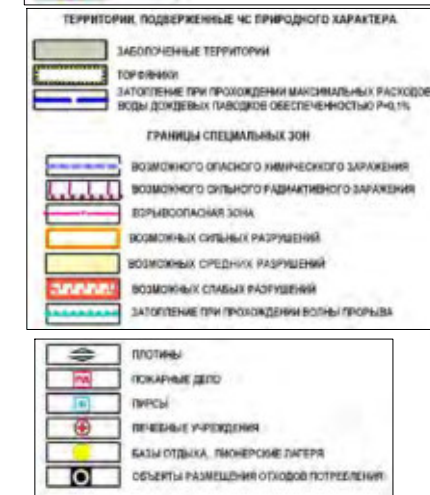 ТЕРРИТОРИИ, ПОДВЕРЖЕННЫЕ ЧС ПРИРОДНОГО ХАРАКТЕРА
ЗАБОЛОЧЕННЫЕ ТЕРРИТОРИИ
ТОРФЯНИКИ
ЗАТОПЛЕНИЕ ПРИ ПРОХОЖДЕНИИ МАКСИМАЛЬНЫХ РАСХОДОВ
ВОДЫ ДОЖДЕВЫХ ПАВОДКОВ ОБЕСПЕЧЕННОСТЬЮ P=0,1%
ГРАНИЦЫ СПЕЦИАЛЬНЫХ ЗОН
ВОЗМОЖНОГО ОПАСНОГО ХИМИЧЕСКОГО ЗАРАЖЕНИЯ
ВОЗМОЖНОГО СИЛЬНОГО РАДИАКТИВНОГО ЗАРАЖЕНИЯ
ВЗРЫВООПАСНАЯ ЗОНА
ВОЗМОЖНЫХ СИЛЬНЫХ РАЗРУШЕНИЙ
ВОЗМОЖНЫХ СРЕДНИХ РАЗРУШЕНИЙ
ВОЗМОЖНЫХ СЛАБЫХ РАЗРУШЕНИЙ
ЗАТОПЛЕНИЕ ПРИ ПРОХОЖДЕНИИ ВОЛНЫ ПРОРЫВА
ПЛОТИНЫ
ПОЖАРНЫЕ ДЕПО
ПИРСЫ
ЛЕЧЕБНЫЕ УЧРЕЖДЕНИЯ
БАЗЫ ОТДЫХА, ПИОНЕРСКИЕ ЛАГЕРЯ
ОБЪЕКТЫ РАЗМЕЩЕНИЯ ОТХОДОВ ПОТРЕБЛЕНИЯ